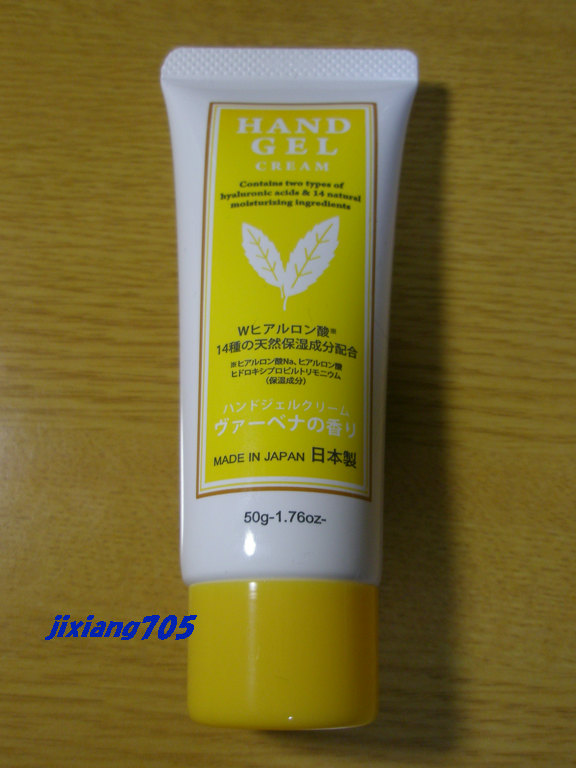 HAND
GEL
CREAM
Contains two types of
hyaluronic acids & 14 natural
moisturizing ingredients
Wヒアルロン酸※
14種の天然保湿成分配合
※ヒアルロン酸Na、ヒアルロン酸
ヒドロキシプロピルトリモニウム
(保湿成分)
ハンドジェルクリーム
ヴァーベナの香り
MADE IN JAPAN 日本製
50g-1.76oz-
jixiang705